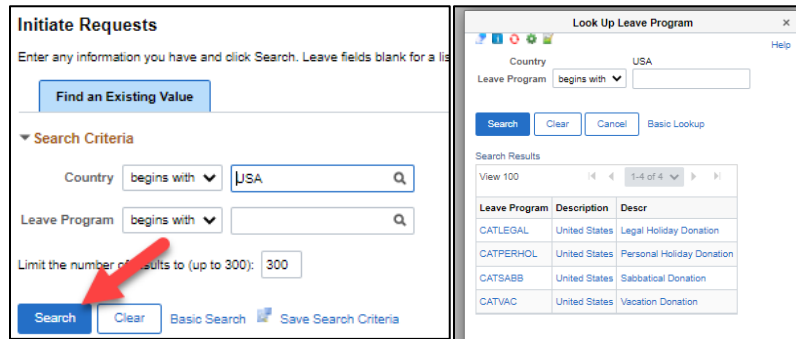 Initiate Requests
Enter any information you have and click Search. Leave fields blank for a lis
Find an Existing Value
Search Criteria
Country begins with USA
Leave Program begins with
Limit the number of results to (up to 300): 300
Search Clear Basic Search Save Search Criteria
Look Up Leave Program ×
Help
Country USA
Leave Program begins with
Search Clear Cancel Basic Lookup
Search Results
View 100 1-4 of 4
Leave Program Description Descr
CATLEGAL United States Legal Holiday Donation
CATPERHOL United States Personal Holiday Donation
CATSABB United States Sabbatical Donation
CATVAC United States Vacation Donation